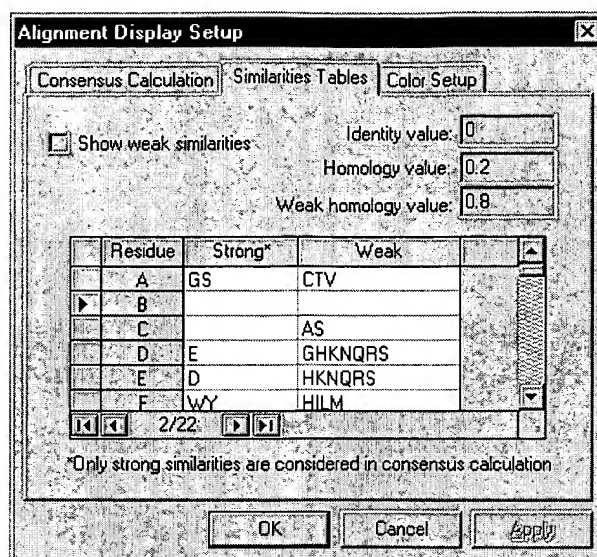 Alignment Display Setup
Consensus Calculation Similarities Tables Color Setup
Show weak similarities
Identity value: 0
Homology value: 0.2
Weak homology value: 0.8
Residue Strong* Weak
A GS CTV
B
C AS
D E GHKNQRS
E D HKNQRS
F WY HILM
2/22
*Only strong similarities are considered in consensus calculation
OK Cancel Apply